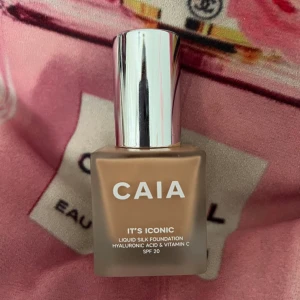 CAIA
IT'S ICONIC
LIQUID SILK FOUNDATION
HYALURONIC ACID & VITAMIN C
SPF 20
EAU